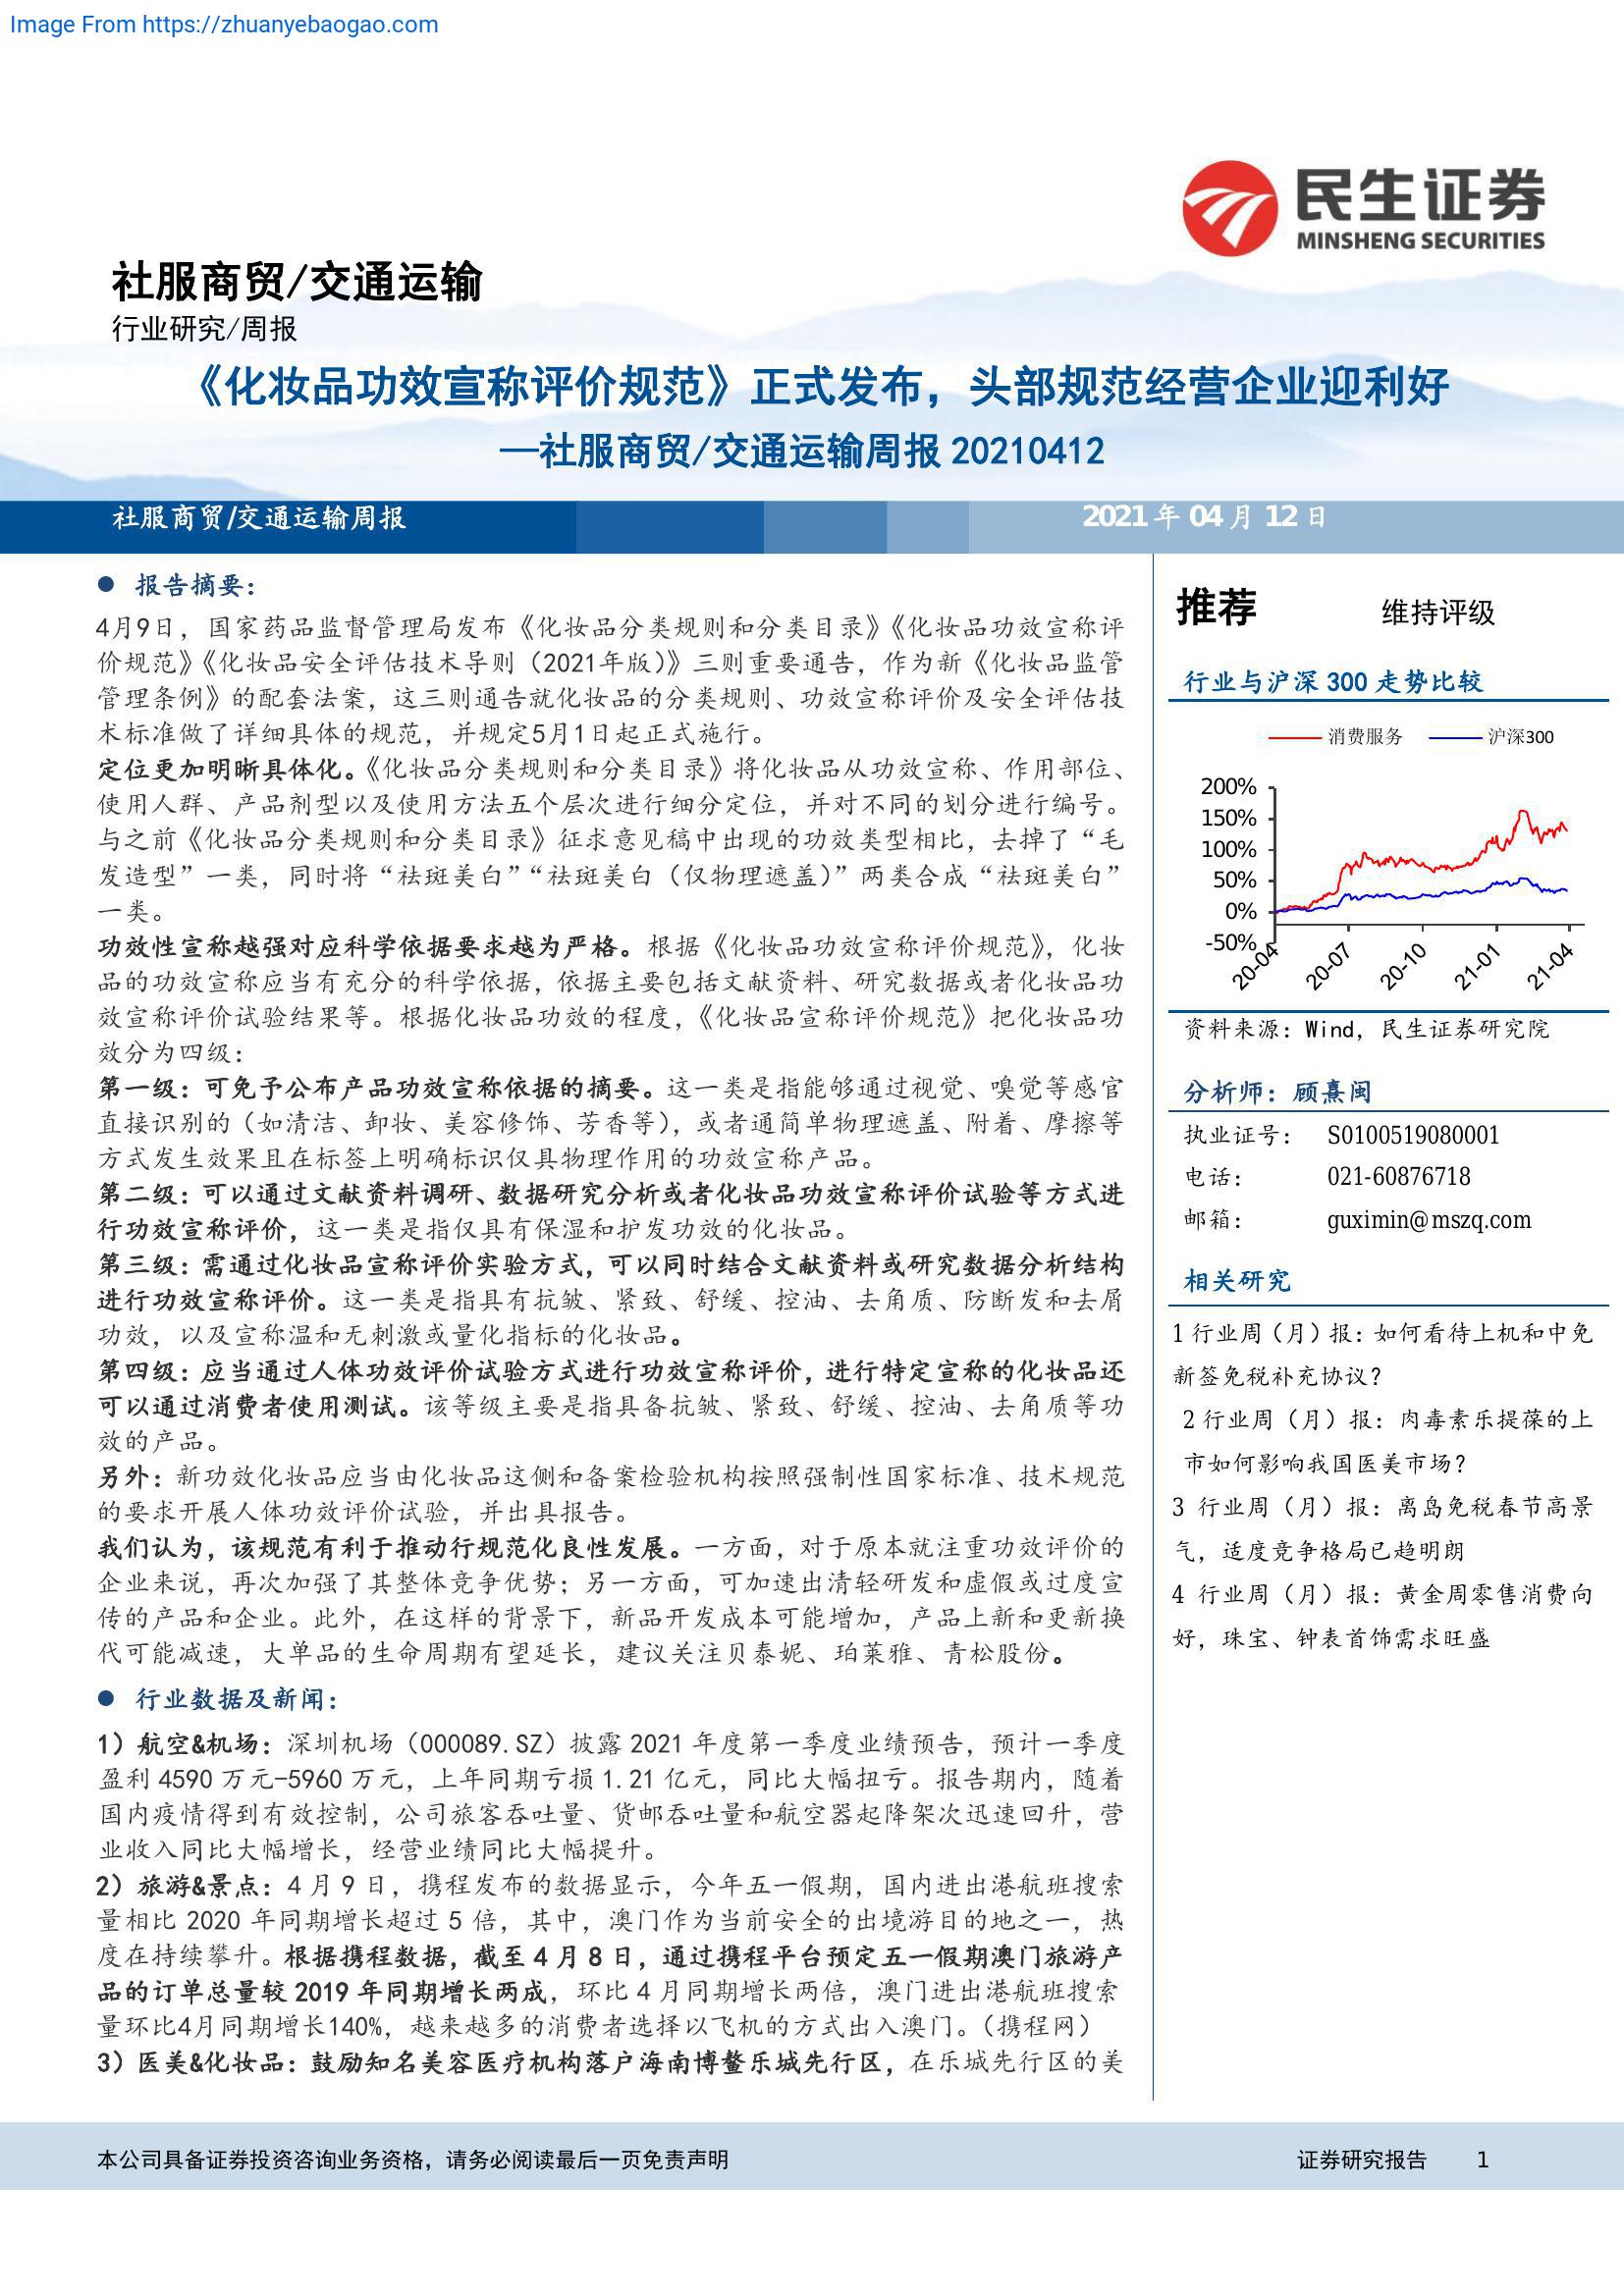 Image From https://zhuanyebaogao.com
民生证券
MINSHENG SECURITIES
社服商贸/交通运输
行业研究/周报
《化妆品功效宣称评价规范》正式发布，头部规范经营企业迎利好
—社服商贸/交通运输周报 20210412
社服商贸/交通运输周报
2021 年 04 月 12 日
● 报告摘要：
4月9日，国家药品监督管理局发布《化妆品分类规则和分类目录》《化妆品功效宣称评
价规范》《化妆品安全评估技术导则（2021年版）》三则重要通告，作为新《化妆品监管
管理条例》的配套法案，这三则通告就化妆品的分类规则、功效宣称评价及安全评估技
术标准做了详细具体的规范，并规定5月1日起正式施行。
定位更加明晰具体化。《化妆品分类规则和分类目录》将化妆品从功效宣称、作用部位、
使用人群、产品剂型以及使用方法五个层次进行细分定位，并对不同的划分进行编号。
与之前《化妆品分类规则和分类目录》征求意见稿中出现的功效类型相比，去掉了“毛
发造型”一类，同时将“祛斑美白”“祛斑美白（仅物理遮盖）”两类合成“祛斑美白”
一类。
功效性宣称越强对应科学依据要求越为严格。根据《化妆品功效宣称评价规范》，化妆
品的功效宣称应当有充分的科学依据，依据主要包括文献资料、研究数据或者化妆品功
效宣称评价试验结果等。根据化妆品功效的程度，《化妆品宣称评价规范》把化妆品功
效分为四级：
第一级：可免予公布产品功效宣称依据的摘要。这一类是指能够通过视觉、嗅觉等感官
直接识别的（如清洁、卸妆、美容修饰、芳香等），或者通简单物理遮盖、附着、摩擦等
方式发生效果且在标签上明确标识仅具物理作用的功效宣称产品。
第二级：可以通过文献资料调研、数据研究分析或者化妆品功效宣称评价试验等方式进
行功效宣称评价，这一类是指仅具有保湿和护发功效的化妆品。
第三级：需通过化妆品宣称评价实验方式，可以同时结合文献资料或研究数据分析结构
进行功效宣称评价。这一类是指具有抗皱、紧致、舒缓、控油、去角质、防断发和去屑
功效，以及宣称温和无刺激或量化指标的化妆品。
第四级：应当通过人体功效评价试验方式进行功效宣称评价，进行特定宣称的化妆品还
可以通过消费者使用测试。该等级主要是指具备抗皱、紧致、舒缓、控油、去角质等功
效的产品。
另外：新功效化妆品应当由化妆品这侧和备案检验机构按照强制性国家标准、技术规范
的要求开展人体功效评价试验，并出具报告。
我们认为，该规范有利于推动行规范化良性发展。一方面，对于原本就注重功效评价的
企业来说，再次加强了其整体竞争优势；另一方面，可加速出清轻研发和虚假或过度宣
传的产品和企业。此外，在这样的背景下，新品开发成本可能增加，产品上新和更新换
代可能减速，大单品的生命周期有望延长，建议关注贝泰妮、珀莱雅、青松股份。
● 行业数据及新闻：
1）航空&机场：深圳机场（000089.SZ）披露 2021 年度第一季度业绩预告，预计一季度
盈利 4590 万元-5960 万元，上年同期亏损 1.21 亿元，同比大幅扭亏。报告期内，随着
国内疫情得到有效控制，公司旅客吞吐量、货邮吞吐量和航空器起降架次迅速回升，营
业收入同比大幅增长，经营业绩同比大幅提升。
2）旅游&景点：4 月 9 日，携程发布的数据显示，今年五一假期，国内进出港航班搜索
量相比 2020 年同期增长超过 5 倍，其中，澳门作为当前安全的出境游目的地之一，热
度在持续攀升。根据携程数据，截至 4 月 8 日，通过携程平台预定五一假期澳门旅游产
品的订单总量较 2019 年同期增长两成，环比 4 月同期增长两倍，澳门进出港航班搜索
量环比4月同期增长140%，越来越多的消费者选择以飞机的方式出入澳门。（携程网）
3）医美&化妆品：鼓励知名美容医疗机构落户海南博鳌乐城先行区，在乐城先行区的美
推荐 维持评级
行业与沪深 300 走势比较
消费服务 沪深300
200%
150%
100%
50%
0%
-50%
20-04 20-07 20-10 21-01 21-04
资料来源：Wind，民生证券研究院
分析师：顾熹闽
执业证号： S0100519080001
电话： 021-60876718
邮箱： guximin@mszq.com
相关研究
1 行业周（月）报：如何看待上机和中免
新签免税补充协议？
2 行业周（月）报：肉毒素乐提葆的上
市如何影响我国医美市场？
3 行业周（月）报：离岛免税春节高景
气，适度竞争格局已趋明朗
4 行业周（月）报：黄金周零售消费向
好，珠宝、钟表首饰需求旺盛
本公司具备证券投资咨询业务资格，请务必阅读最后一页免责声明
证券研究报告 1